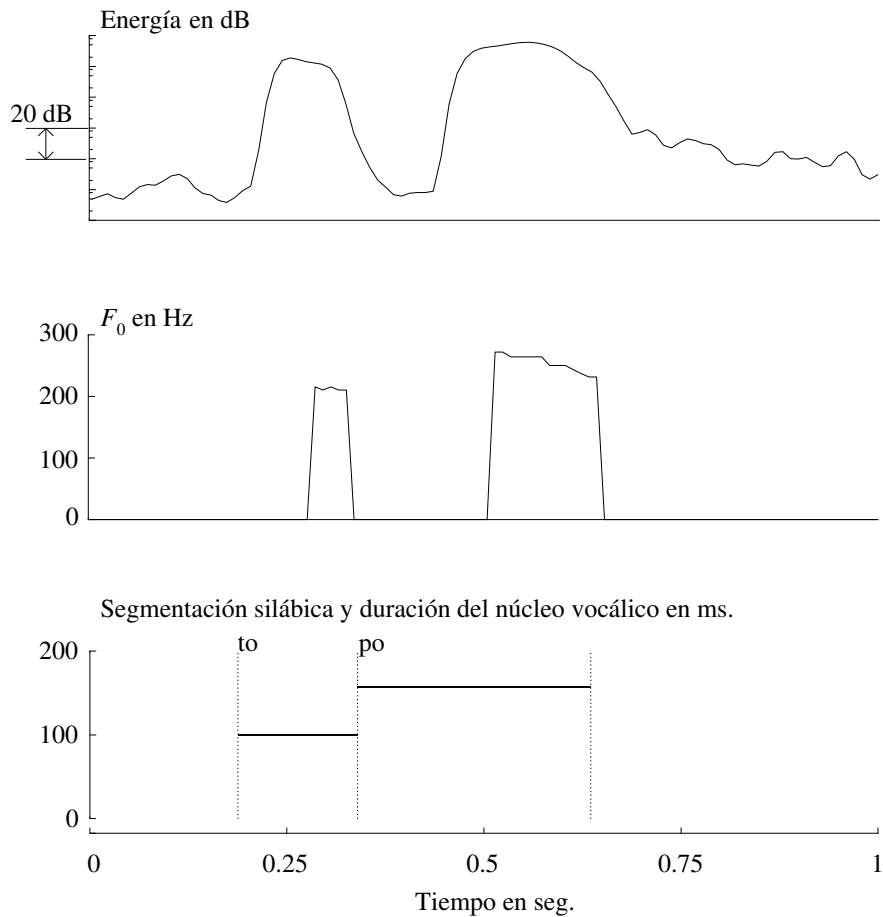 Energía en dB
20 dB
F0 en Hz
300
200
100
0
Segmentación silábica y duración del núcleo vocálico en ms.
to po
200
100
0
0 0.25 0.5 0.75 1
Tiempo en seg.